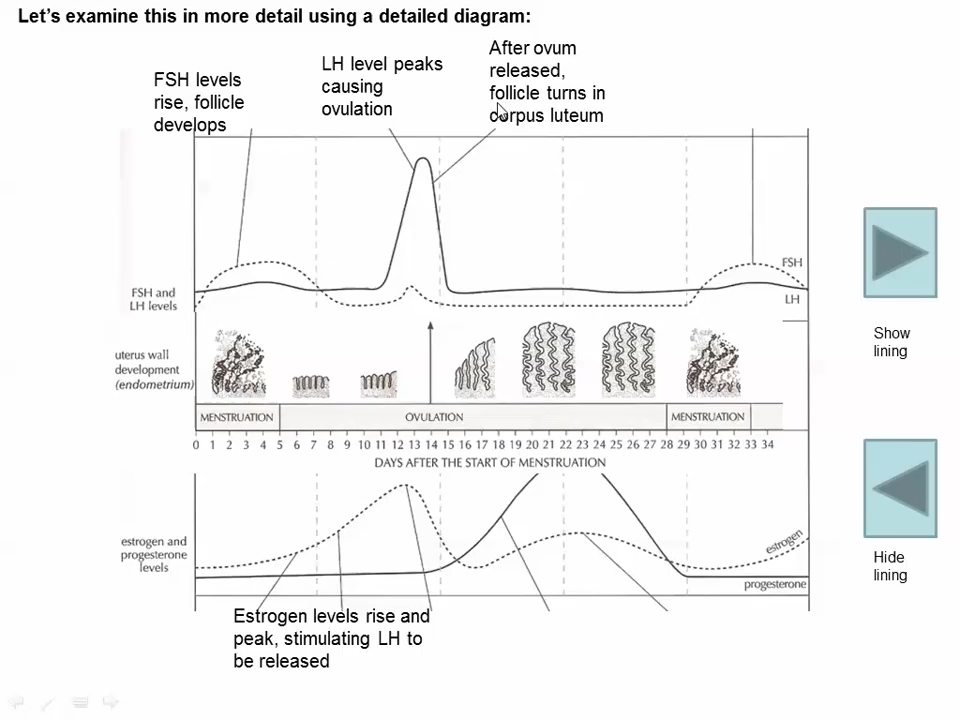 Let's examine this in more detail using a detailed diagram:
FSH levels
rise, follicle
develops
LH level peaks
causing
ovulation
After ovum
released,
follicle turns in
corpus luteum
FSH
LH
FSH and
LH levels
uterus wall
development
(endometrium)
MENSTRUATION
OVULATION
MENSTRUATION
0 1 2 3 4 5 6 7 8 9 10 11 12 13 14 15 16 17 18 19 20 21 22 23 24 25 26 27 28 29 30 31 32 33 34
DAYS AFTER THE START OF MENSTRUATION
estrogen and
progesterone
levels
estrogen
progesterone
Estrogen levels rise and
peak, stimulating LH to
be released
Show
lining
Hide
lining